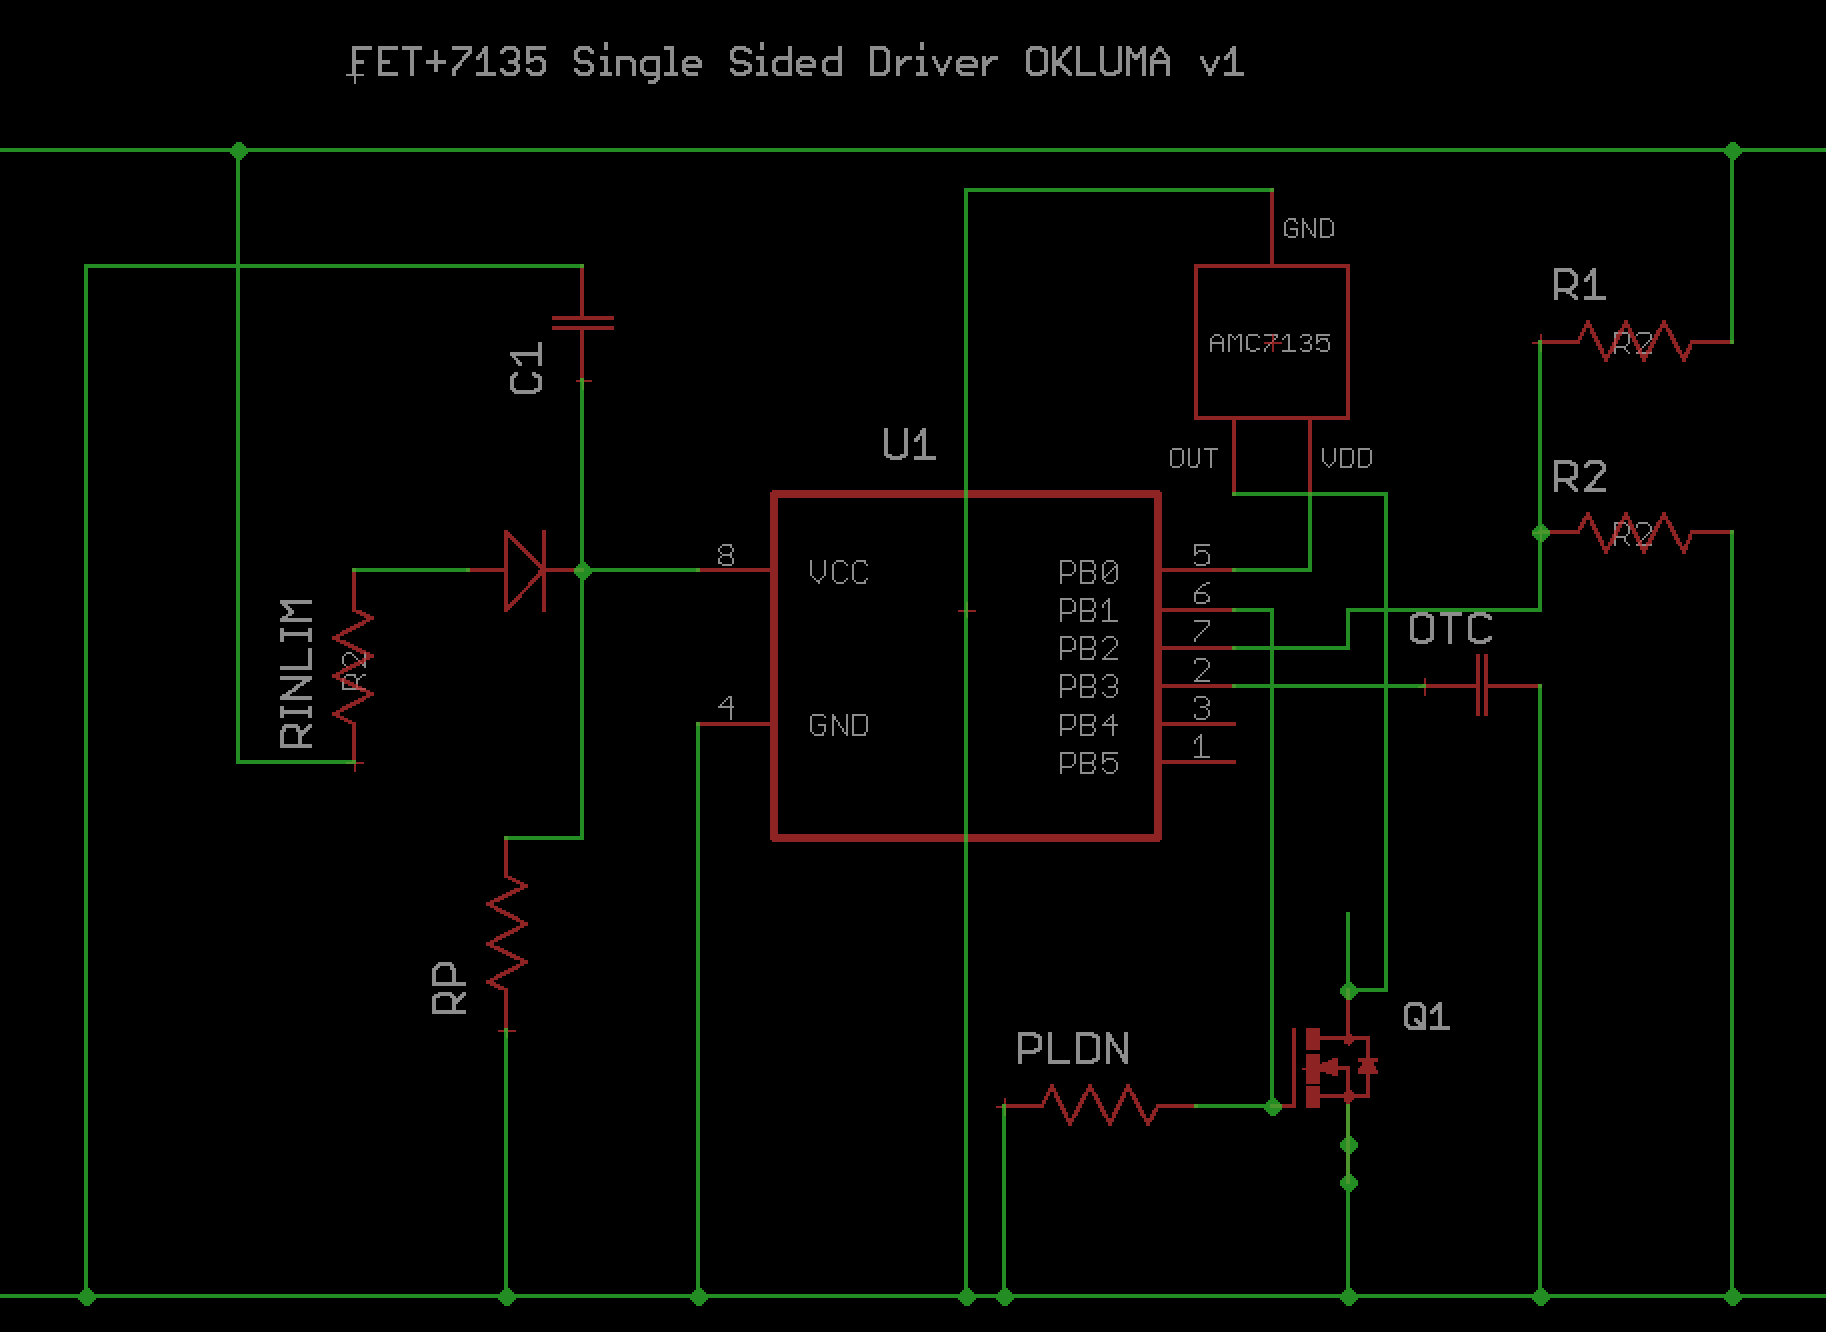 FET+7135 Single Sided Driver OKLUMA v1
GND
R1
AMC7135
R2
C1
U1
OUT
VDD
R2
R2
8
VCC
PB0
5
PB1
6
OTC
PB2
7
RINLIM
R2
PB3
2
4
GND
PB4
3
PB5
1
RP
Q1
PLDN